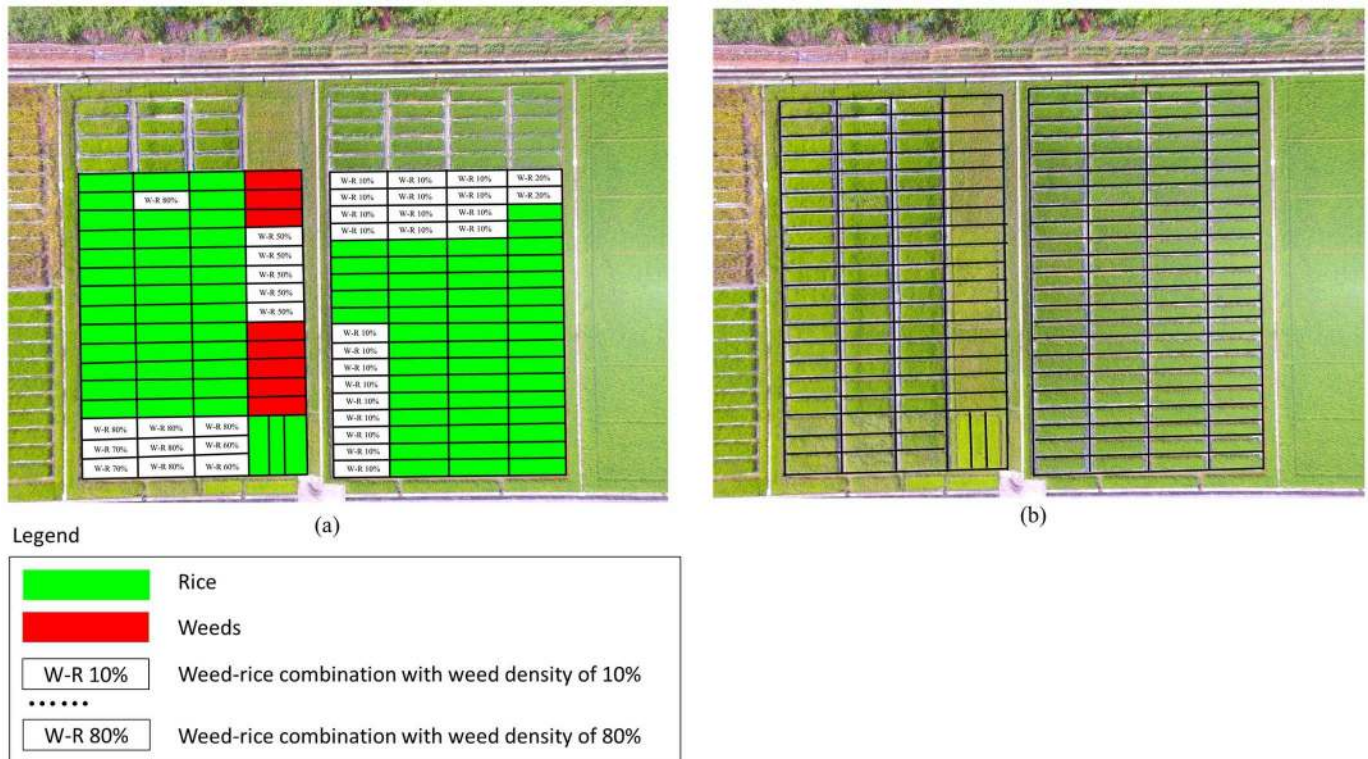 W-R 80%
W-R 50%
W-R 50%
W-R 50%
W-R 50%
W-R 50%
W-R 80% W-R 80% W-R 80%
W-R 70% W-R 80% W-R 60%
W-R 70% W-R 80% W-R 60%
W-R 10% W-R 10% W-R 10% W-R 20%
W-R 10% W-R 10% W-R 10% W-R 20%
W-R 10% W-R 10% W-R 10%
W-R 10% W-R 10% W-R 10%
W-R 10%
W-R 10%
W-R 10%
W-R 10%
W-R 10%
W-R 10%
W-R 10%
W-R 10%
W-R 10%
(a)
(b)
Legend
Rice
Weeds
W-R 10% Weed-rice combination with weed density of 10%
••••••
W-R 80% Weed-rice combination with weed density of 80%